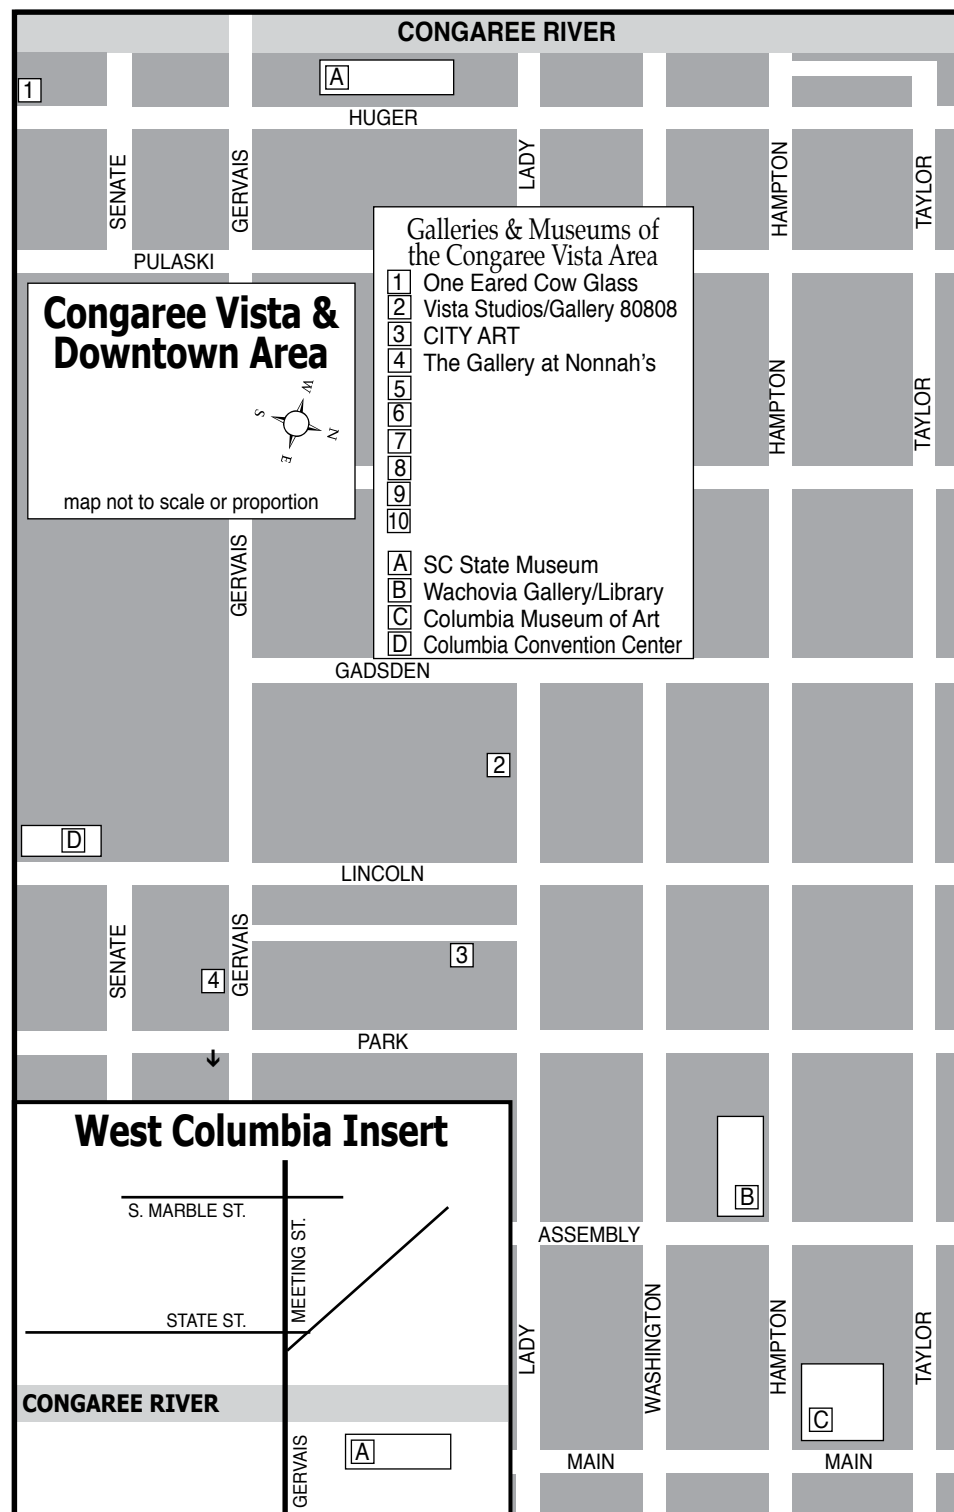 CONGAREE RIVER
1
A
HUGER
SENATE
GERVAIS
LADY
HAMPTON
TAYLOR
PULASKI
Galleries & Museums of
the Congaree Vista Area
1 One Eared Cow Glass
2 Vista Studios/Gallery 80808
3 CITY ART
4 The Gallery at Nonnah's
5
6
7
8
9
10
A SC State Museum
B Wachovia Gallery/Library
C Columbia Museum of Art
D Columbia Convention Center
Congaree Vista &
Downtown Area
W
S
N
E
map not to scale or proportion
HAMPTON
TAYLOR
GERVAIS
GADSDEN
2
D
LINCOLN
SENATE
GERVAIS
3
4
PARK
West Columbia Insert
S. MARBLE ST.
MEETING ST.
STATE ST.
CONGAREE RIVER
GERVAIS
A
B
ASSEMBLY
LADY
WASHINGTON
HAMPTON
TAYLOR
C
MAIN
MAIN